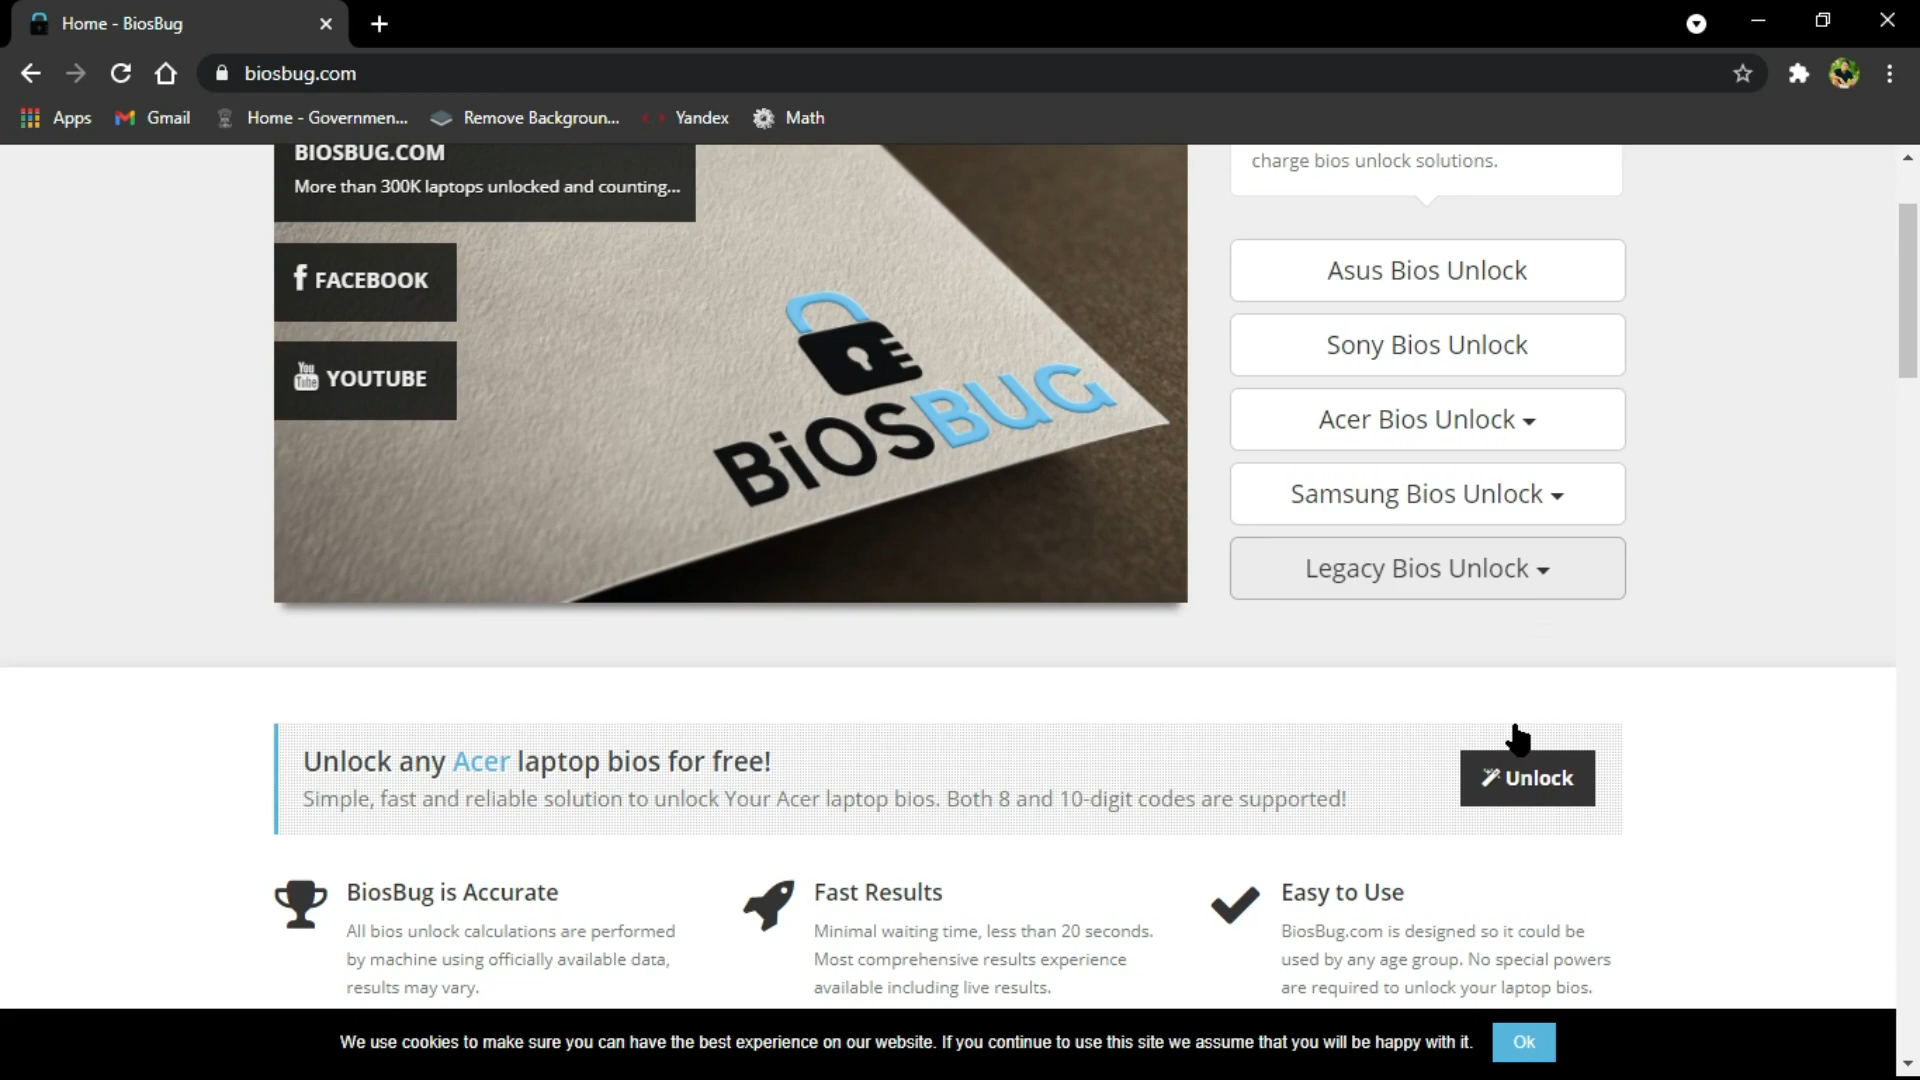 Home - BiosBug
biosbug.com
Apps
Gmail
Home - Governmen...
Remove Backgroun...
Yandex
Math
BIOSBUG.COM
More than 300K laptops unlocked and counting...
f FACEBOOK
You Tube YOUTUBE
BiOSBUG
charge bios unlock solutions.
Asus Bios Unlock
Sony Bios Unlock
Acer Bios Unlock
Samsung Bios Unlock
Legacy Bios Unlock
Unlock any Acer laptop bios for free!
Simple, fast and reliable solution to unlock Your Acer laptop bios. Both 8 and 10-digit codes are supported!
Unlock
BiosBug is Accurate
All bios unlock calculations are performed
by machine using officially available data,
results may vary.
Fast Results
Minimal waiting time, less than 20 seconds.
Most comprehensive results experience
available including live results.
Easy to Use
BiosBug.com is designed so it could be
used by any age group. No special powers
are required to unlock your laptop bios.
We use cookies to make sure you can have the best experience on our website. If you continue to use this site we assume that you will be happy with it.
Ok